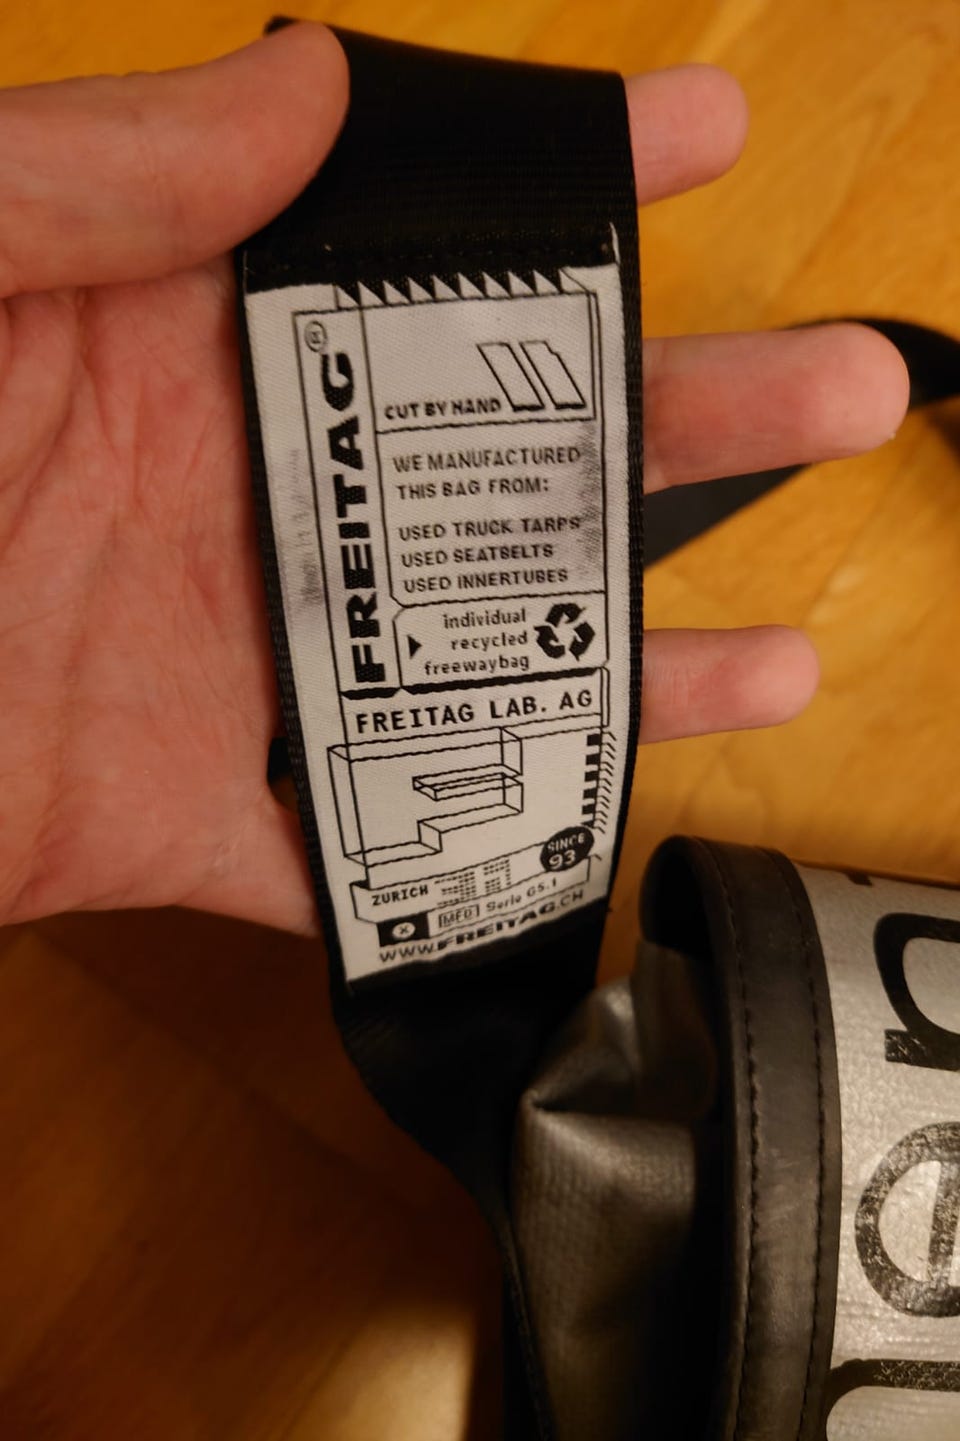 FREITAG®
CUT BY HAND
WE MANUFACTURED
THIS BAG FROM:
USED TRUCK TARPS
USED SEATBELTS
USED INNERTUBES
individual
recycled
freewaybag
FREITAG LAB. AG
F
SINCE
93
ZURICH
MFD Serie G5.1
WWW.FREITAG.CH